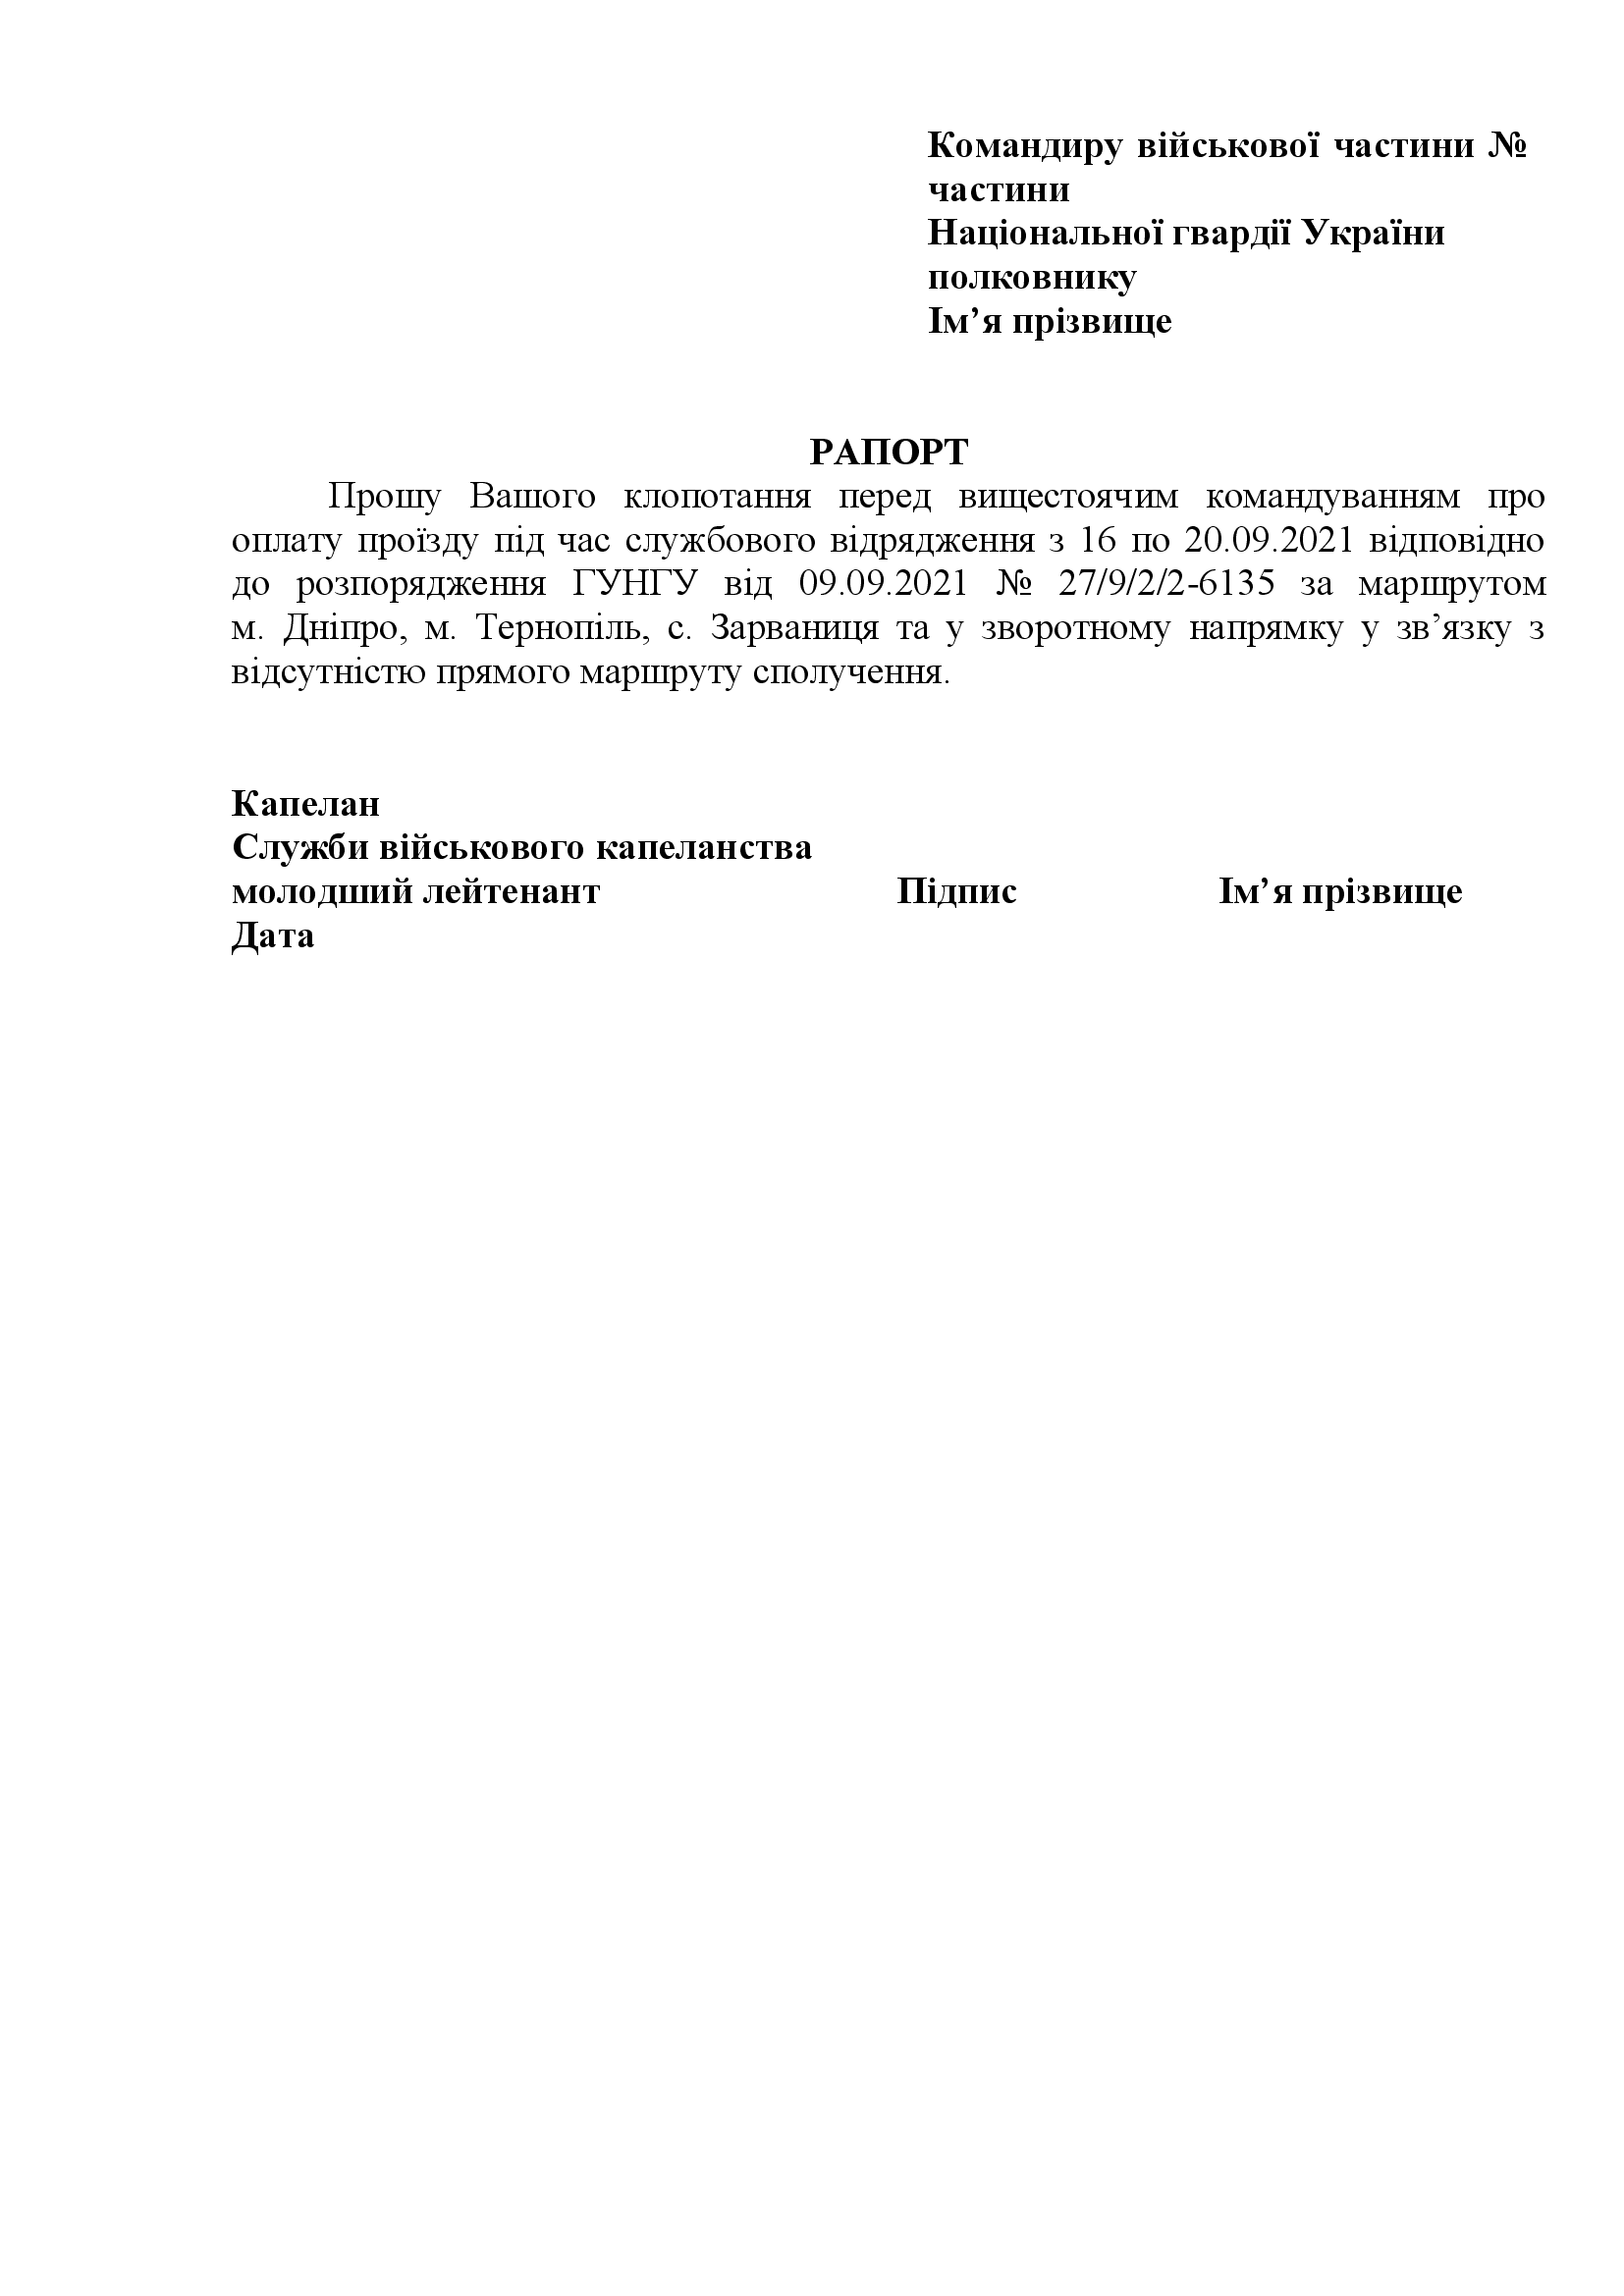 Командиру військової частини №
частини
Національної гвардії України
полковнику
Ім’я прізвище
РАПОРТ
Прошу Вашого клопотання перед вищестоячим командуванням про
оплату проїзду під час службового відрядження з 16 по 20.09.2021 відповідно
до розпорядження ГУНГУ від 09.09.2021 № 27/9/2/2-6135 за маршрутом
м. Дніпро, м. Тернопіль, с. Зарваниця та у зворотному напрямку у зв’язку з
відсутністю прямого маршруту сполучення.
Капелан
Служби військового капеланства
молодший лейтенант Підпис Ім’я прізвище
Дата